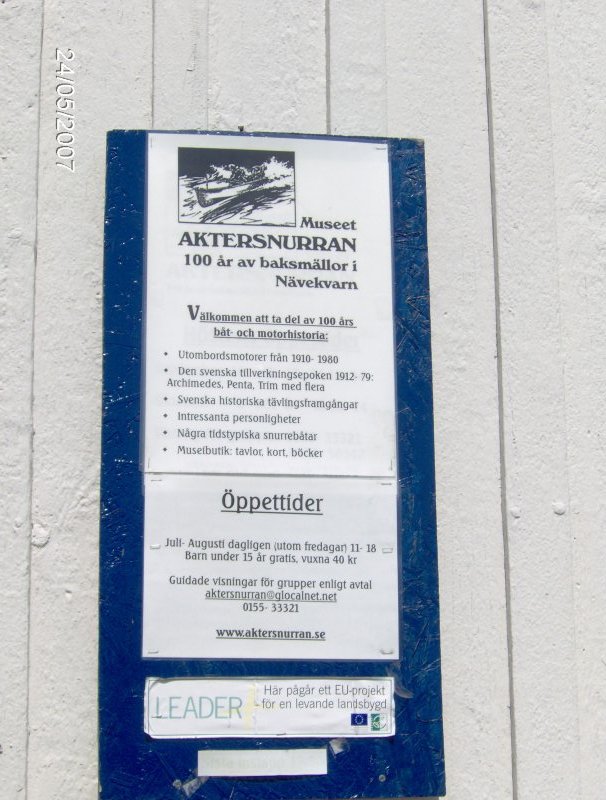 24/05/2007
Museet
AKTERSNURRAN
100 år av baksmällor i
Nävekvarn
Välkommen att ta del av 100 års
båt- och motorhistoria:
Utombordsmotorer från 1910- 1980
Den svenska tillverkningsepoken 1912- 79:
Archimedes, Penta, Trim med flera
Svenska historiska tävlingsframgångar
Intressanta personligheter
Några tidstypiska snurrebåtar
Museibutik: tavlor, kort, böcker
Öppettider
Juli- Augusti dagligen (utom fredagar) 11- 18
Barn under 15 år gratis, vuxna 40 kr
Guidade visningar för grupper enligt avtal
aktersnurran@glocalnet.net
0155- 33321
www.aktersnurran.se
LEADER+
Här pågår ett EU-projekt
för en levande landsbygd